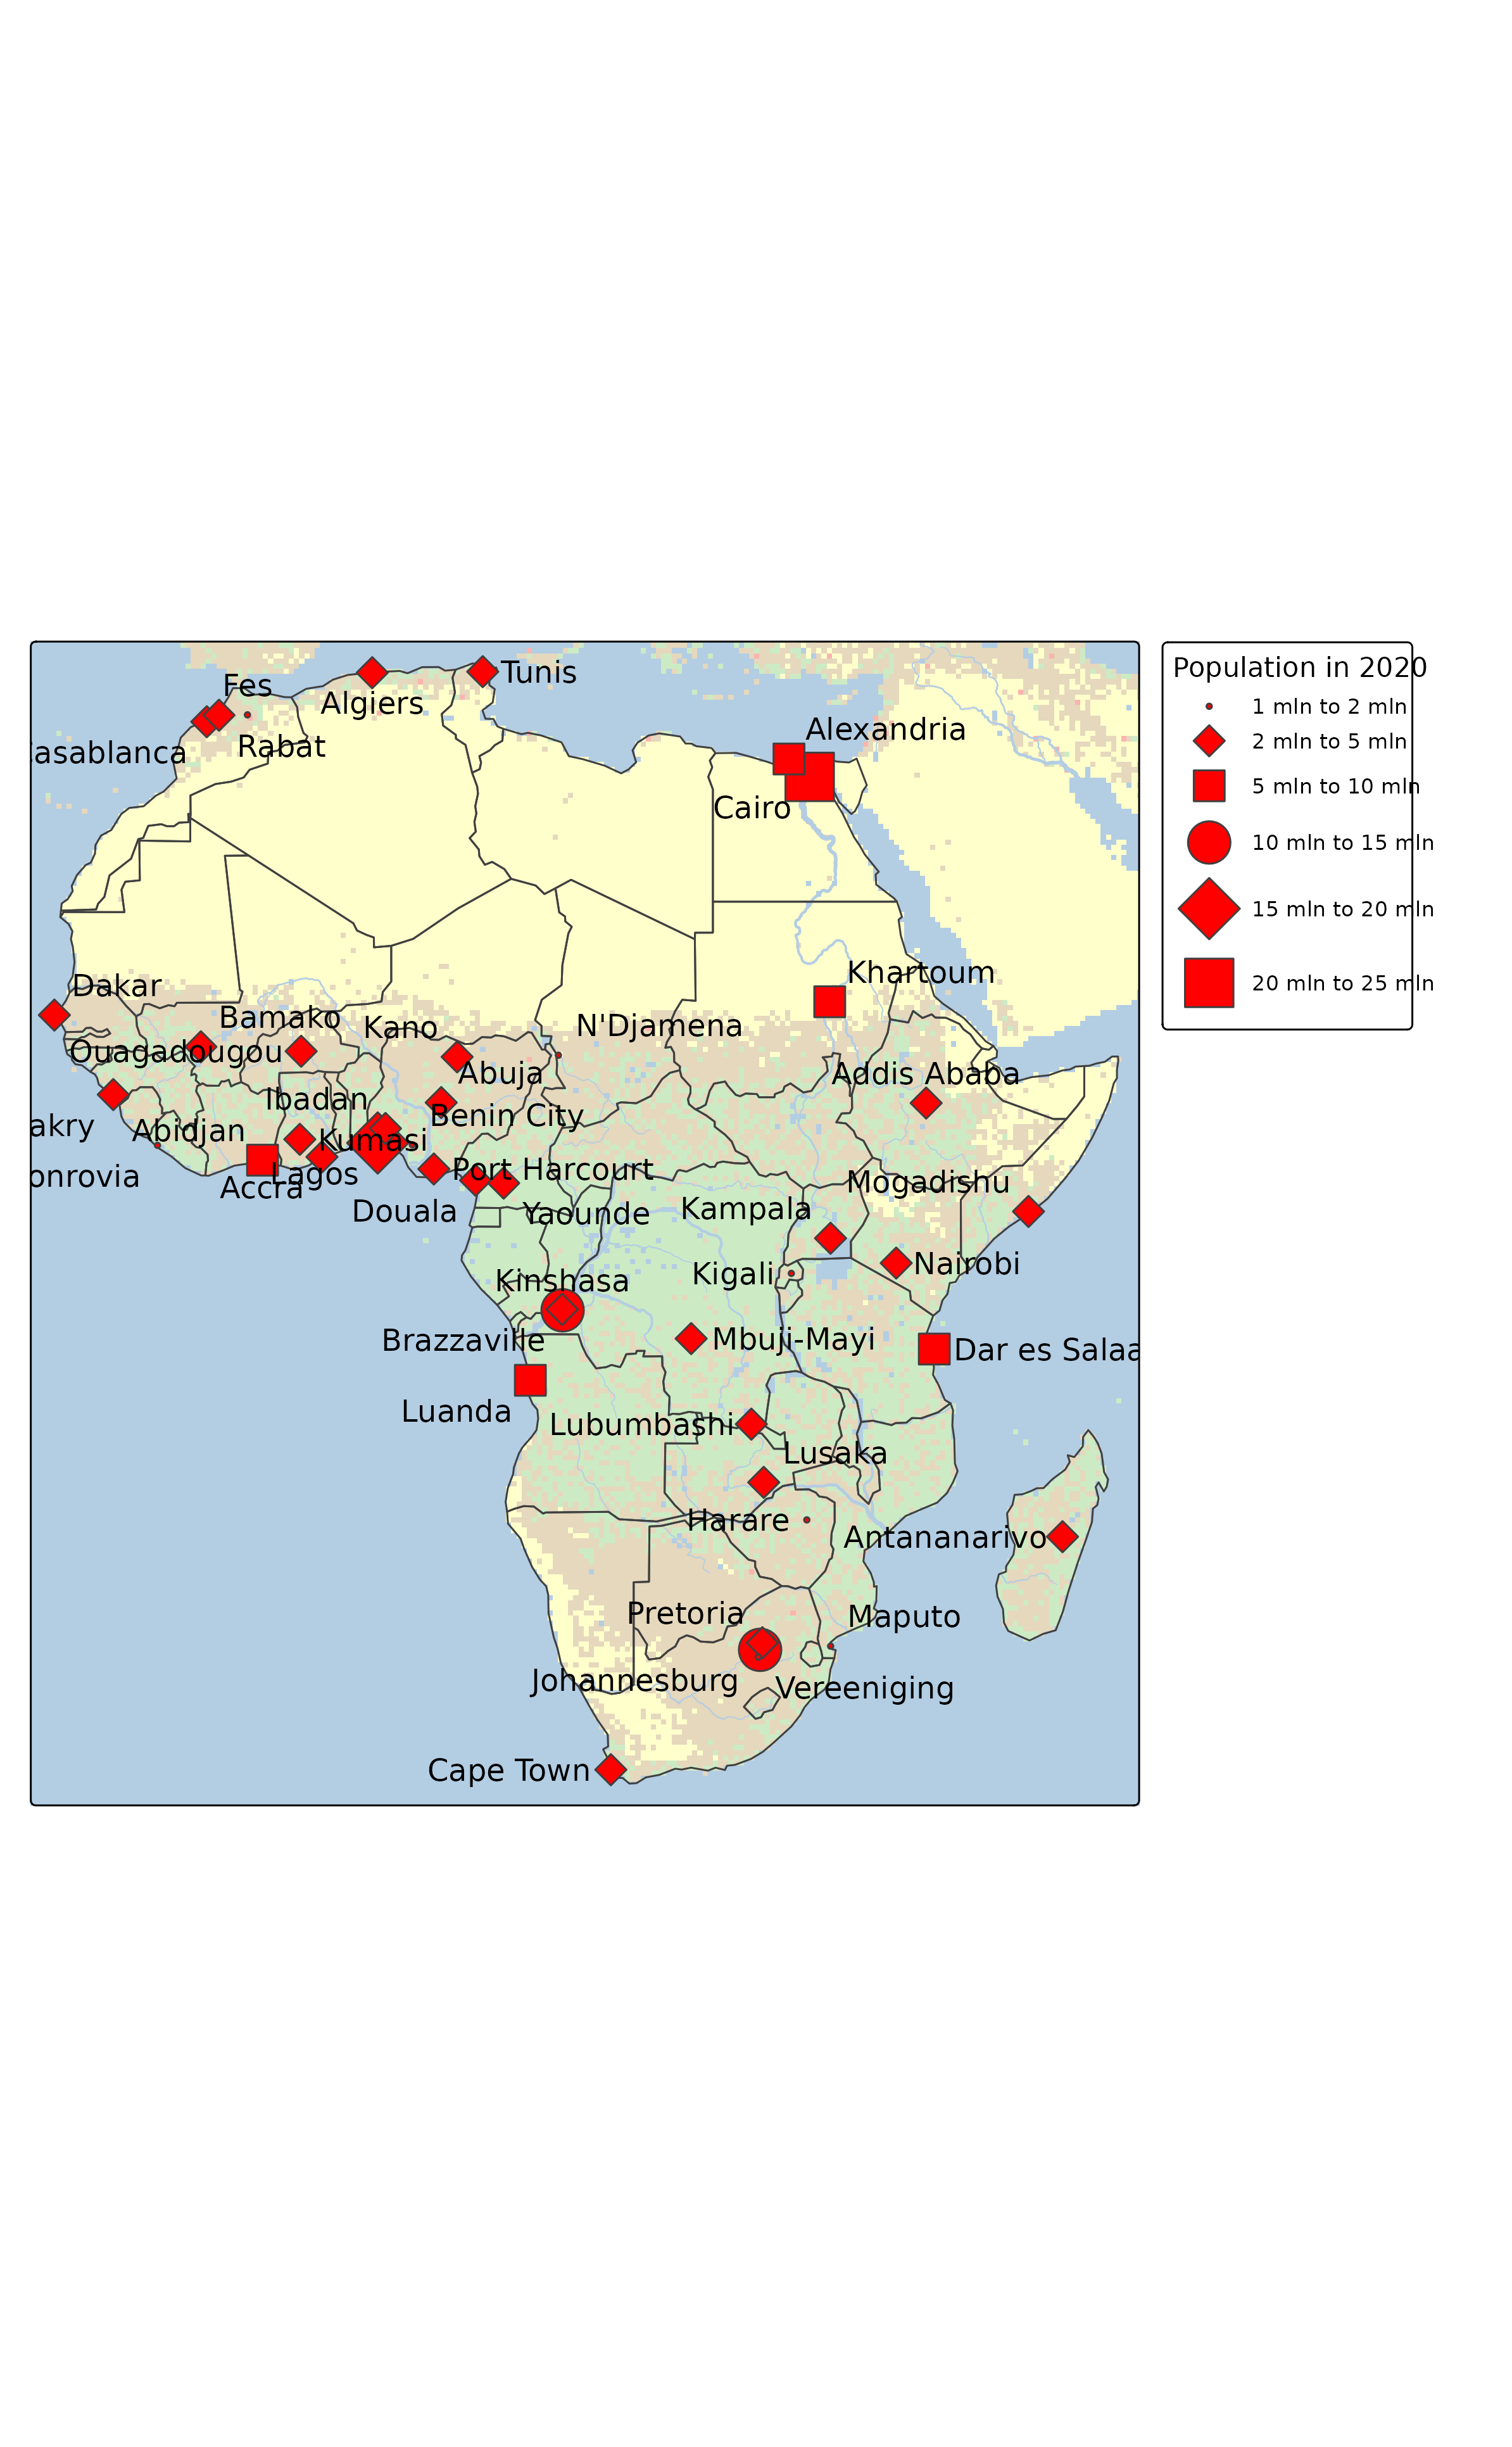 Tunis
Fes
Algiers
Alexandria
Rabat
asablanca
Cairo
Khartoum
Dakar
Bamako
Kano
N'Djamena
Ouagadougou
Abuja
Addis Ababa
Ibadan
Benin City
akry
Abidjan
Kumasi
onrovia
Lagos
Port Harcourt
Accra
Mogadishu
Douala
Yaounde
Kampala
Nairobi
Kigali
Kinshasa
Brazzaville
Mbuji-Mayi
Dar es Salaa
Luanda
Lubumbashi
Lusaka
Harare
Antananarivo
Pretoria
Maputo
Johannesburg
Vereeniging
Cape Town
Population in 2020
1 mln to 2 mln
2 mln to 5 mln
5 mln to 10 mln
10 mln to 15 mln
15 mln to 20 mln
20 mln to 25 mln